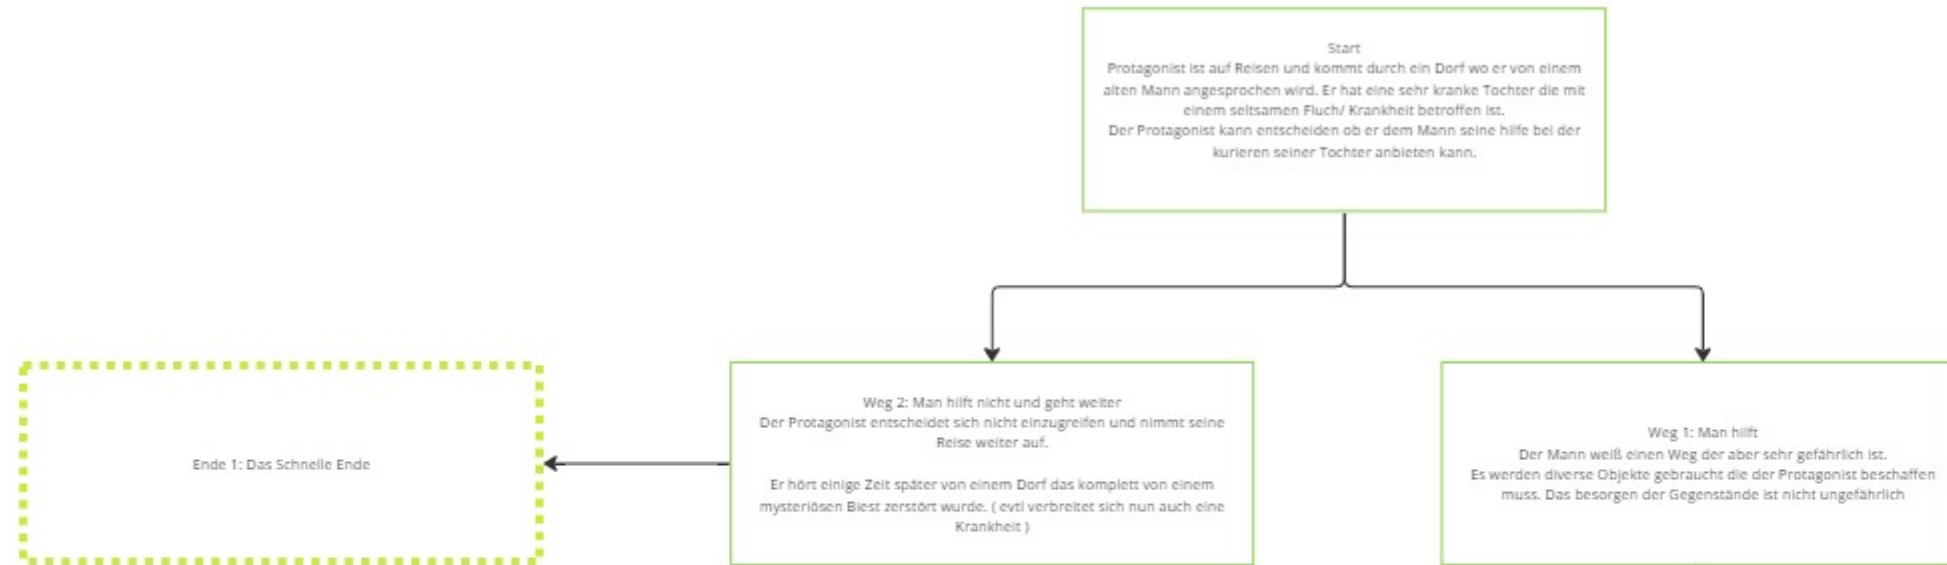 Start
Protagonist ist auf Reisen und kommt durch ein Dorf wo er von einem
alten Mann angesprochen wird. Er hat eine sehr kranke Tochter die mit
einem seltsamen Fluch/ Krankheit betroffen ist.
Der Protagonist kann entscheiden ob er dem Mann seine hilfe bei der
kurieren seiner Tochter anbieten kann.
Ende 1: Das Schnelle Ende
Weg 2: Man hilft nicht und geht weiter
Der Protagonist entscheidet sich nicht einzugreifen und nimmt seine
Reise weiter auf.
Er hört einige Zeit später von einem Dorf das komplett von einem
mysteriösen Biest zerstört wurde. ( evtl verbreitet sich nun auch eine
Krankheit )
Weg 1: Man hilft
Der Mann weiß einen Weg der aber sehr gefährlich ist.
Es werden diverse Objekte gebraucht die der Protagonist beschaffen
muss. Das besorgen der Gegenstände ist nicht ungefährlich